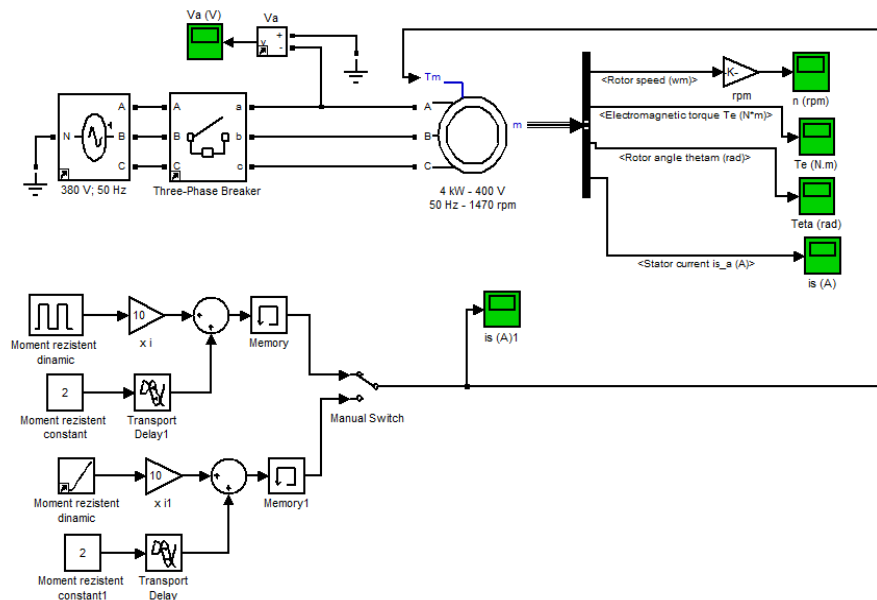 Va (V)
Va
v
+
-
Tm
<Rotor speed (wm)>
-K-
rpm
n (rpm)
<Electromagnetic torque Te (N*m)>
Te (N.m)
<Rotor angle thetam (rad)>
Teta (rad)
<Stator current is_a (A)>
is (A)
N
A
B
C
380 V; 50 Hz
A
B
C
a
b
c
Three-Phase Breaker
A
B
C
m
4 kW - 400 V
50 Hz - 1470 rpm
Moment rezistent
dinamic
10
x i
+
+
Memory
is (A)1
2
Moment rezistent
constant
Transport
Delay1
Manual Switch
Moment rezistent
dinamic
10
x i1
+
+
Memory1
2
Moment rezistent
constant1
Transport
Delay